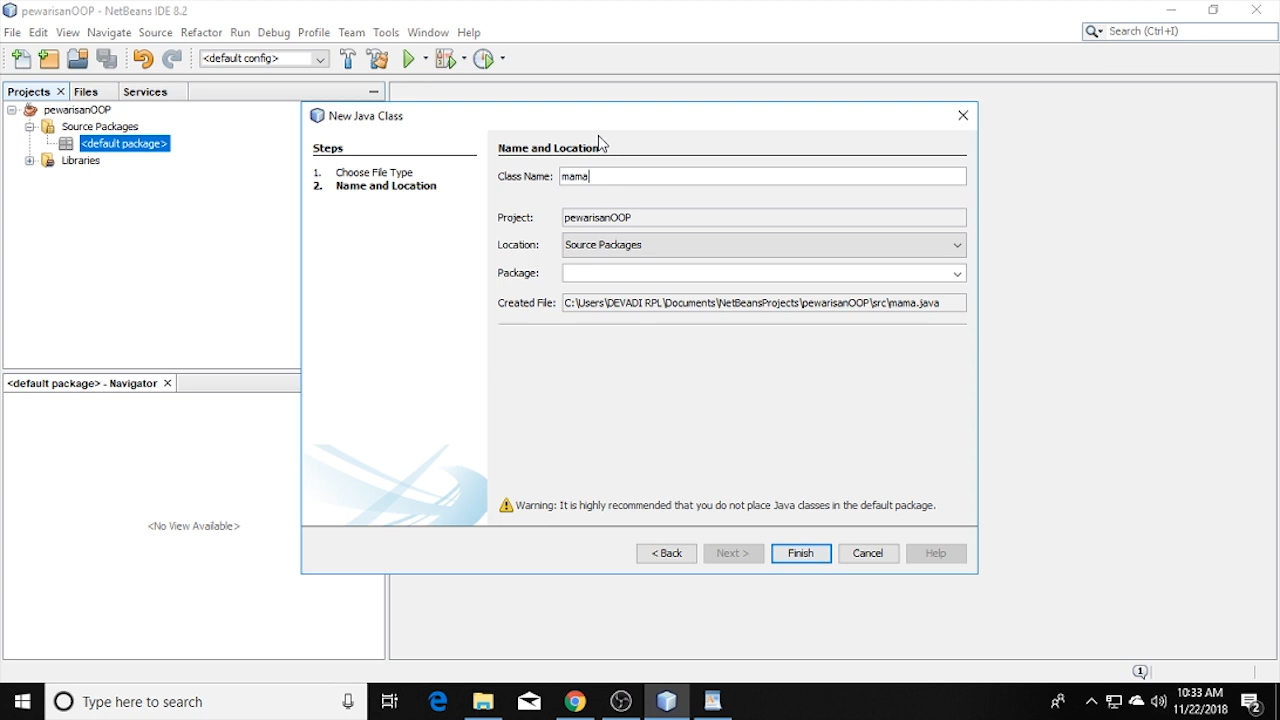 pewarisanOOP - NetBeans IDE 8.2
File Edit View Navigate Source Refactor Run Debug Profile Team Tools Window Help
Search (Ctrl+I)
<default config>
Projects Files Services
pewarisanOOP
Source Packages
<default package>
Libraries
<default package> - Navigator
<No View Available>
New Java Class
Steps
1. Choose File Type
2. Name and Location
Name and Location
Class Name: mama
Project: pewarisanOOP
Location: Source Packages
Package:
Created File: C:\Users\DEVADI RPL\Documents\NetBeansProjects\pewarisanOOP\src\mama.java
Warning: It is highly recommended that you do not place Java classes in the default package.
< Back Next > Finish Cancel Help
1
Type here to search
10:33 AM
11/22/2018
2